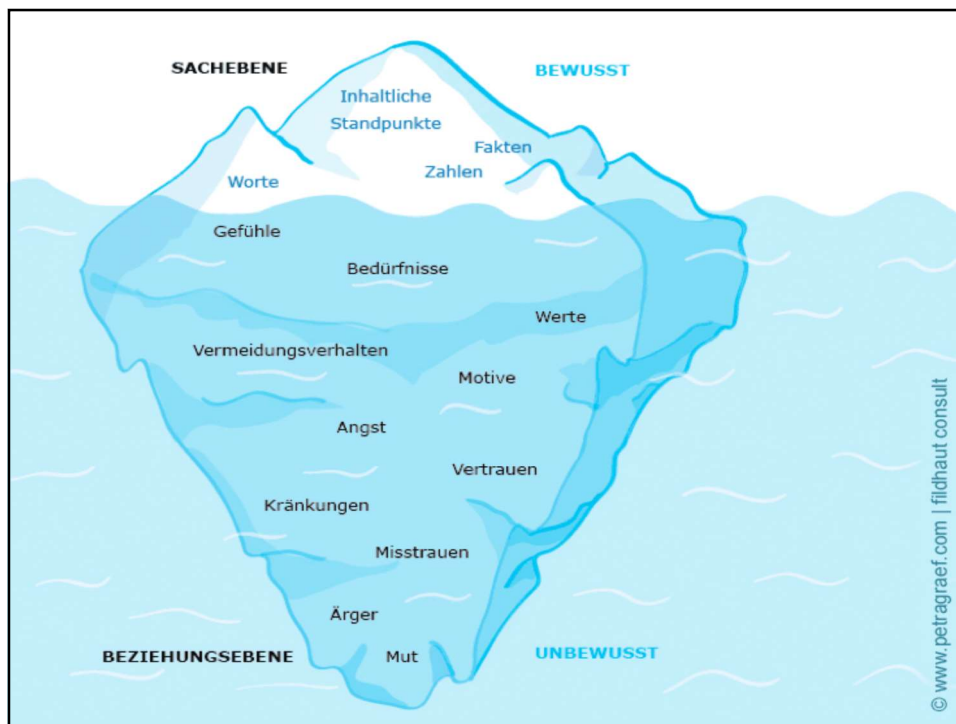 SACHEBENE
BEWUSST
Inhaltliche
Standpunkte
Fakten
Zahlen
Worte
Gefühle
Bedürfnisse
Werte
Vermeidungsverhalten
Motive
Angst
Vertrauen
Kränkungen
Misstrauen
Ärger
BEZIEHUNGSEBENE
Mut
UNBEWUSST
© www.petragraef.com | fildhaut consult